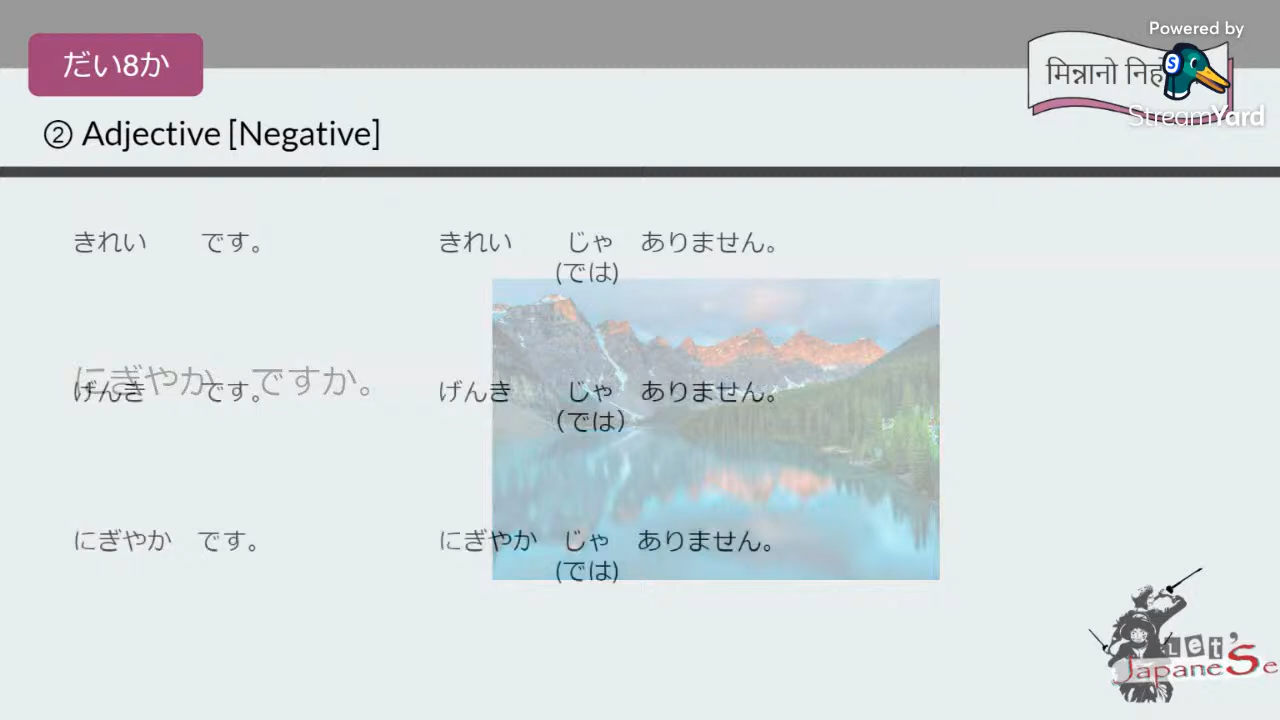 Powered by
だい8か
मिन्नानो
StreamYard
② Adjective [Negative]
きれい です。 きれい じゃ ありません。
(では)
にぎやか ですか。
げんき です。 げんき じゃ ありません。
(では)
にぎやか です。 にぎやか じゃ ありません。
(では)
Let's
JapaneSe